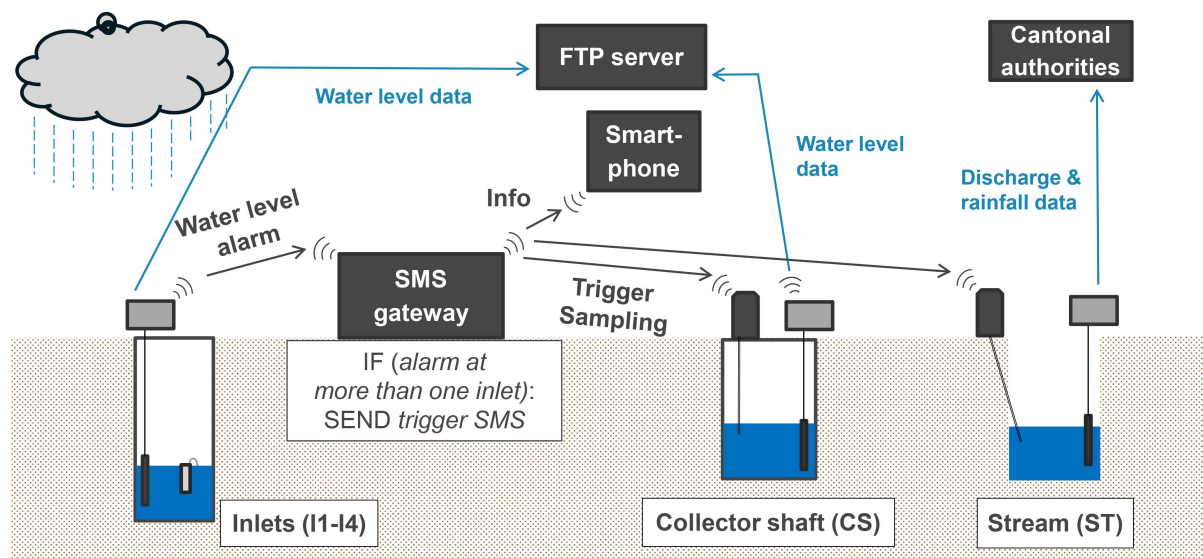 FTP server
Cantonal
authorities
Water level data
Smart-
phone
Water level
data
Discharge &
rainfall data
Water level
alarm
Info
SMS
gateway
Trigger
Sampling
IF (alarm at
more than one inlet):
SEND trigger SMS
Inlets (I1-I4)
Collector shaft (CS)
Stream (ST)